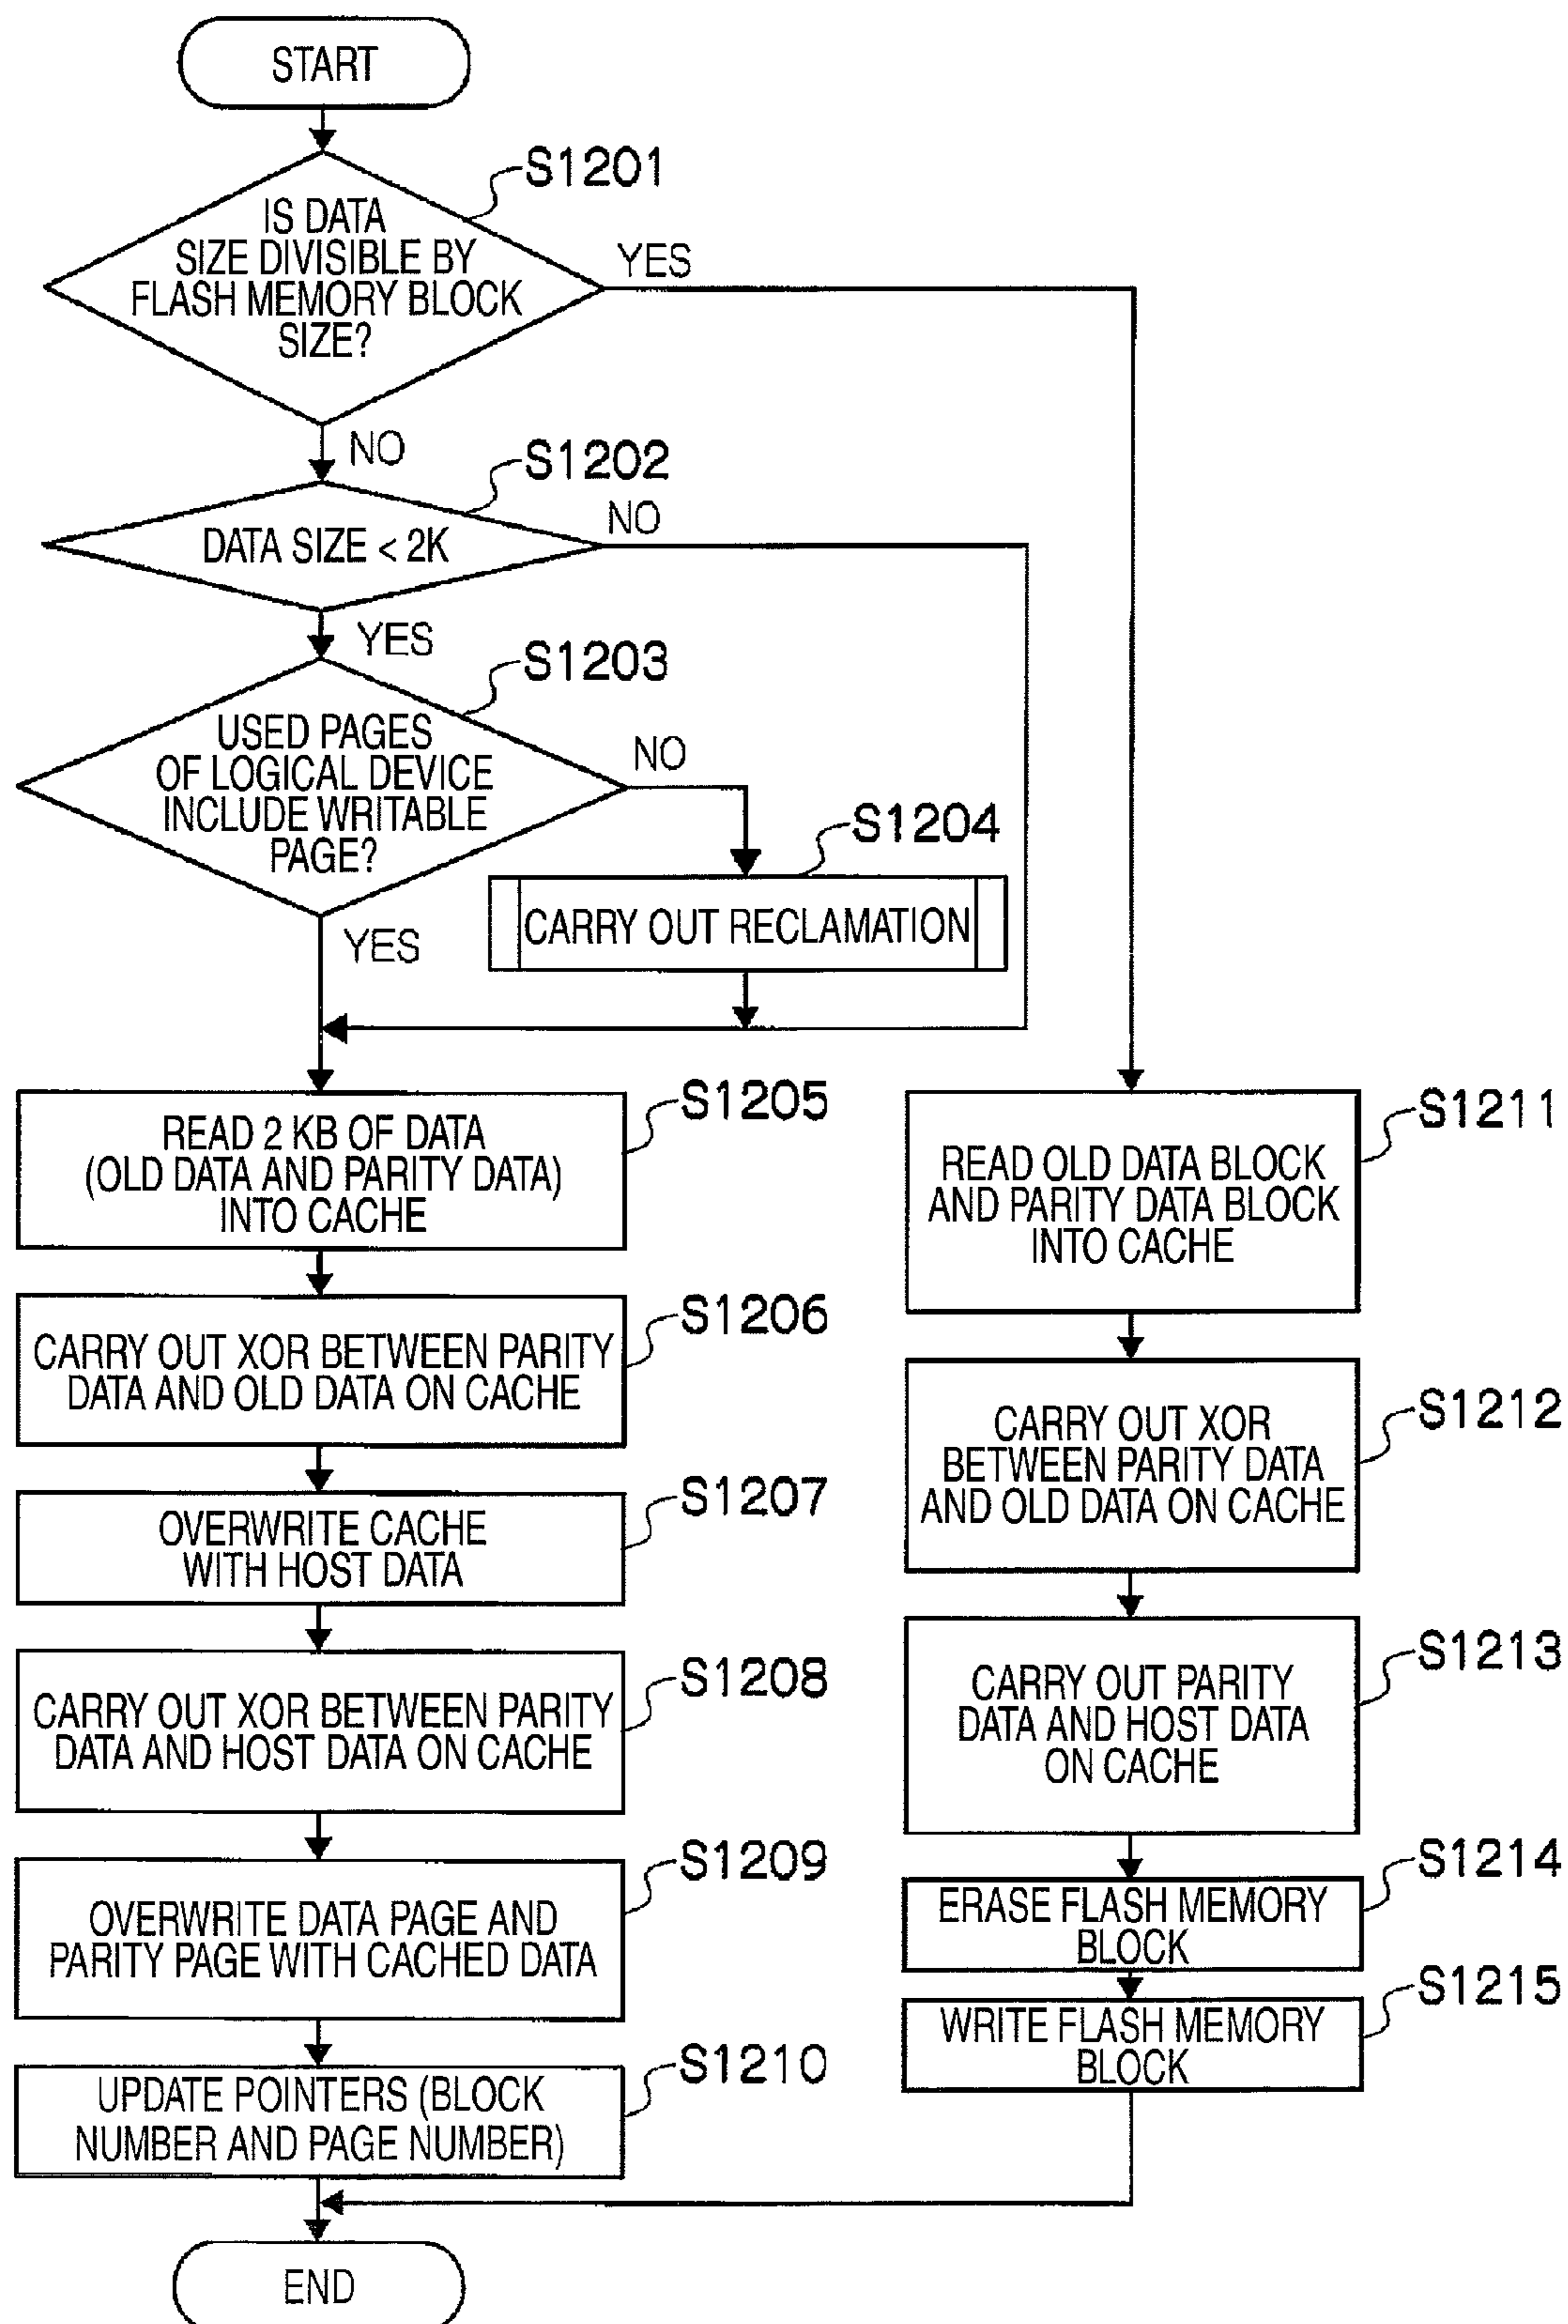 START
S1201
IS DATA
SIZE DIVISIBLE BY
FLASH MEMORY BLOCK
SIZE?
YES
NO
S1202
DATA SIZE < 2K
NO
YES
S1203
USED PAGES
OF LOGICAL DEVICE
INCLUDE WRITABLE
PAGE?
NO
YES
S1204
CARRY OUT RECLAMATION
S1205
READ 2 KB OF DATA
(OLD DATA AND PARITY DATA)
INTO CACHE
S1206
CARRY OUT XOR BETWEEN PARITY
DATA AND OLD DATA ON CACHE
S1207
OVERWRITE CACHE
WITH HOST DATA
S1208
CARRY OUT XOR BETWEEN PARITY
DATA AND HOST DATA ON CACHE
S1209
OVERWRITE DATA PAGE AND
PARITY PAGE WITH CACHED DATA
S1210
UPDATE POINTERS (BLOCK
NUMBER AND PAGE NUMBER)
S1211
READ OLD DATA BLOCK
AND PARITY DATA BLOCK
INTO CACHE
S1212
CARRY OUT XOR
BETWEEN PARITY DATA
AND OLD DATA ON CACHE
S1213
CARRY OUT PARITY
DATA AND HOST DATA
ON CACHE
S1214
ERASE FLASH MEMORY
BLOCK
S1215
WRITE FLASH MEMORY
BLOCK
END